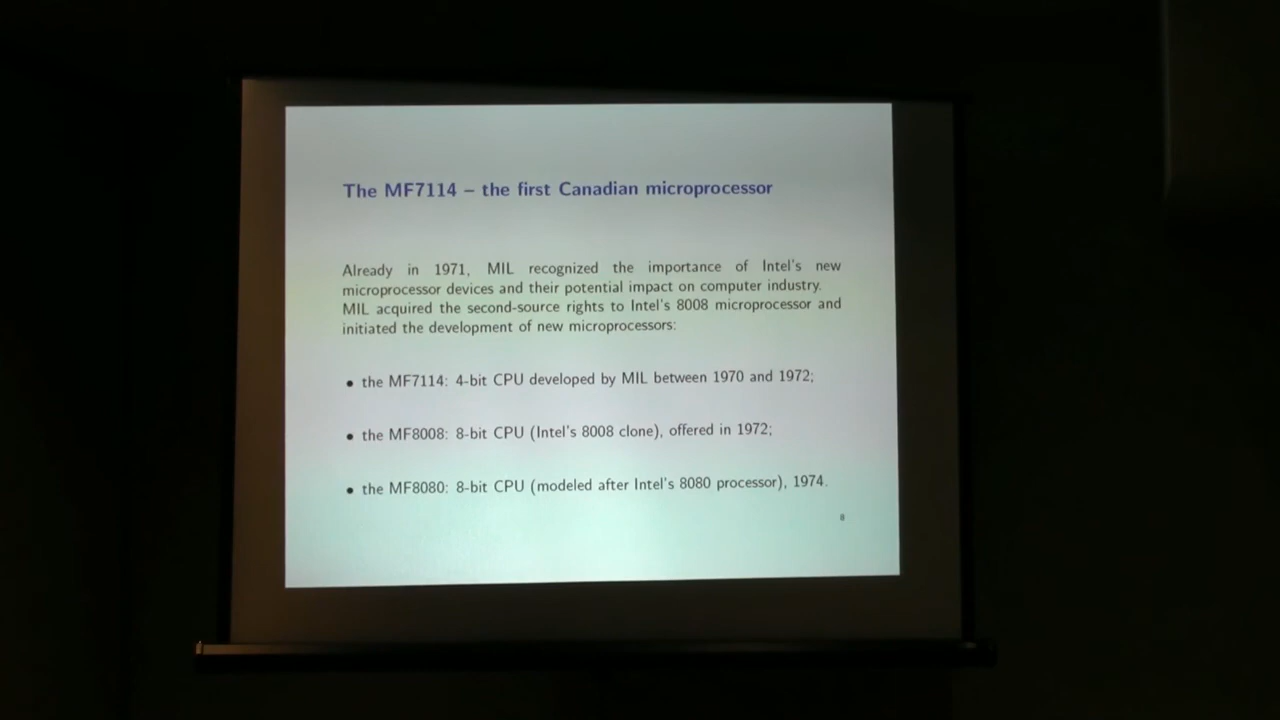 The MF7114 – the first Canadian microprocessor
Already in 1971, MIL recognized the importance of Intel's new
microprocessor devices and their potential impact on computer industry.
MIL acquired the second-source rights to Intel's 8008 microprocessor and
initiated the development of new microprocessors:
• the MF7114: 4-bit CPU developed by MIL between 1970 and 1972;
• the MF8008: 8-bit CPU (Intel's 8008 clone), offered in 1972;
• the MF8080: 8-bit CPU (modeled after Intel's 8080 processor), 1974.
8